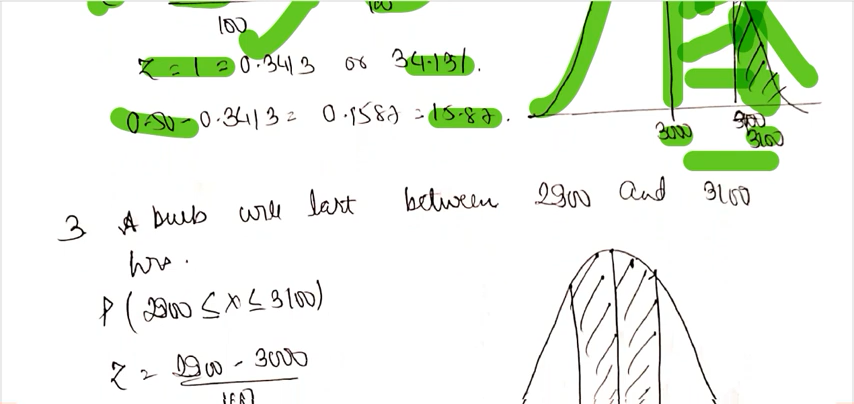 100
Z = 1 = 0.3413 or 34.13%.
0.50 - 0.3413 = 0.1587 = 15.87.
3000
3100
3 A bulb will last between 2900 and 3100
hrs.
P(2900 ≤ X ≤ 3100)
Z = 2900 - 3000
100